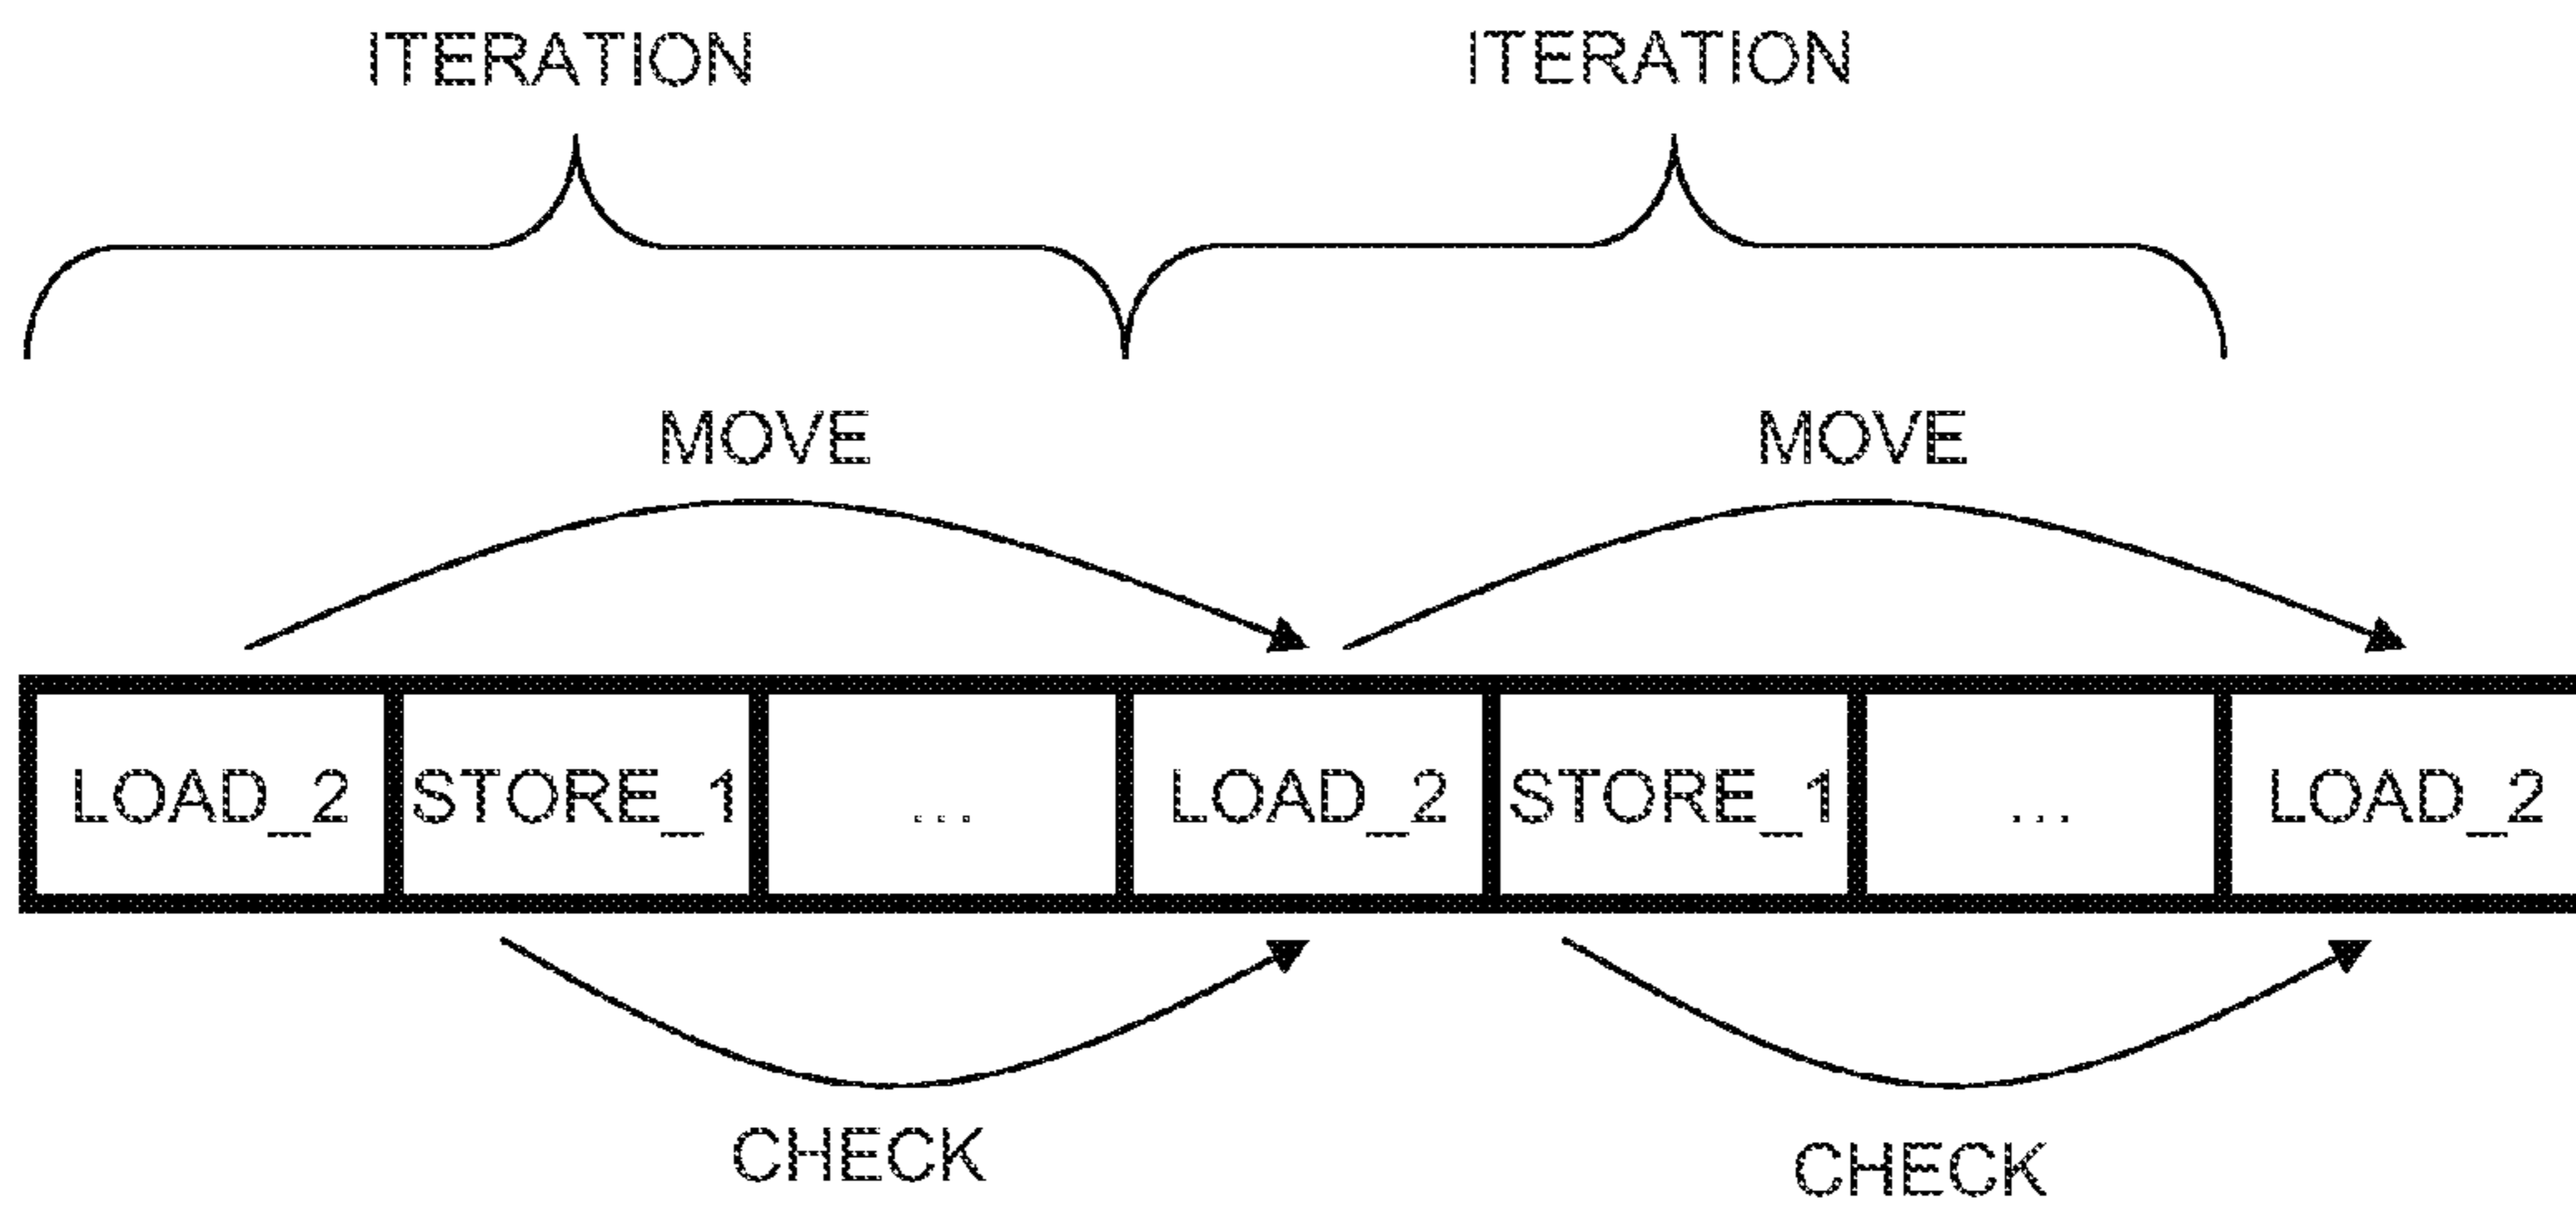 ITERATION ITERATION
MOVE MOVE
LOAD_2 STORE_1 ... LOAD_2 STORE_1 ... LOAD_2
CHECK CHECK